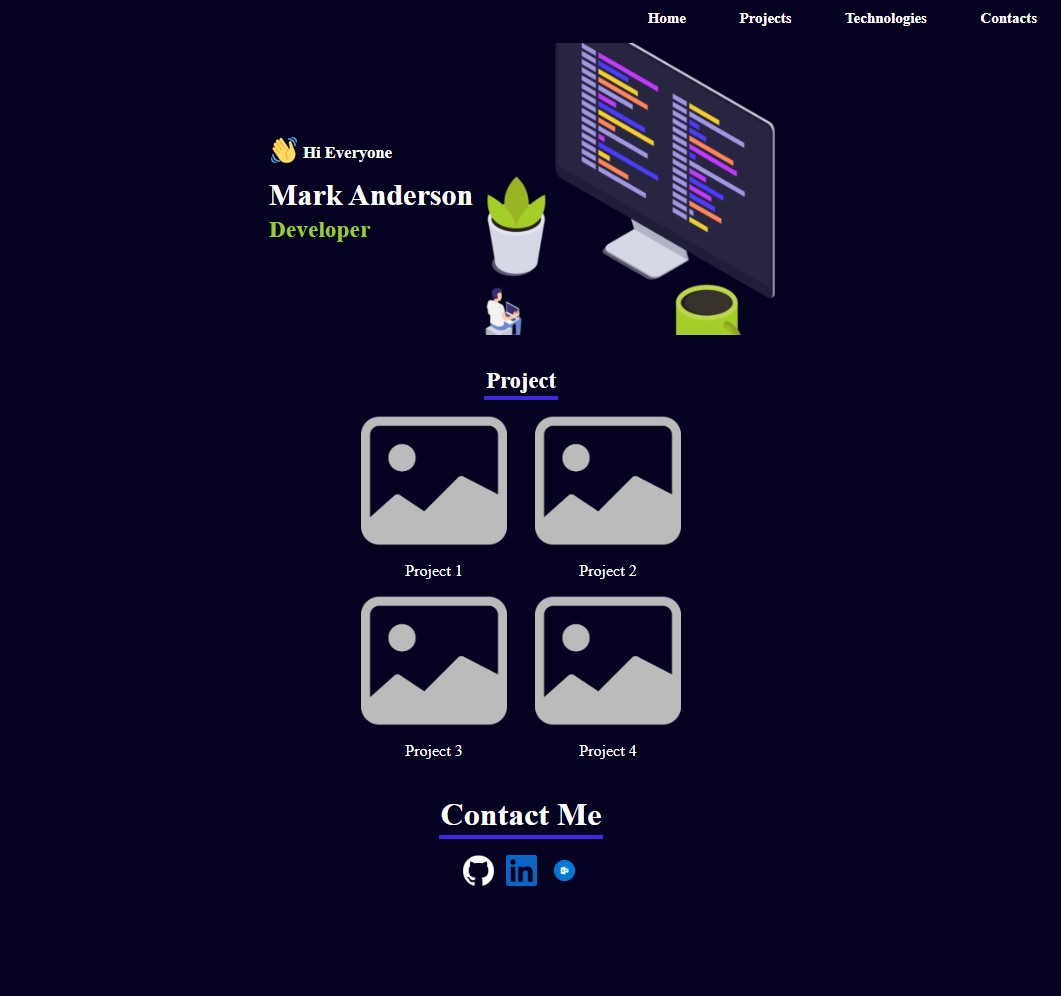 Home Projects Technologies Contacts
👋 Hi Everyone
Mark Anderson
Developer
Project
Project 1 Project 2
Project 3 Project 4
Contact Me
in